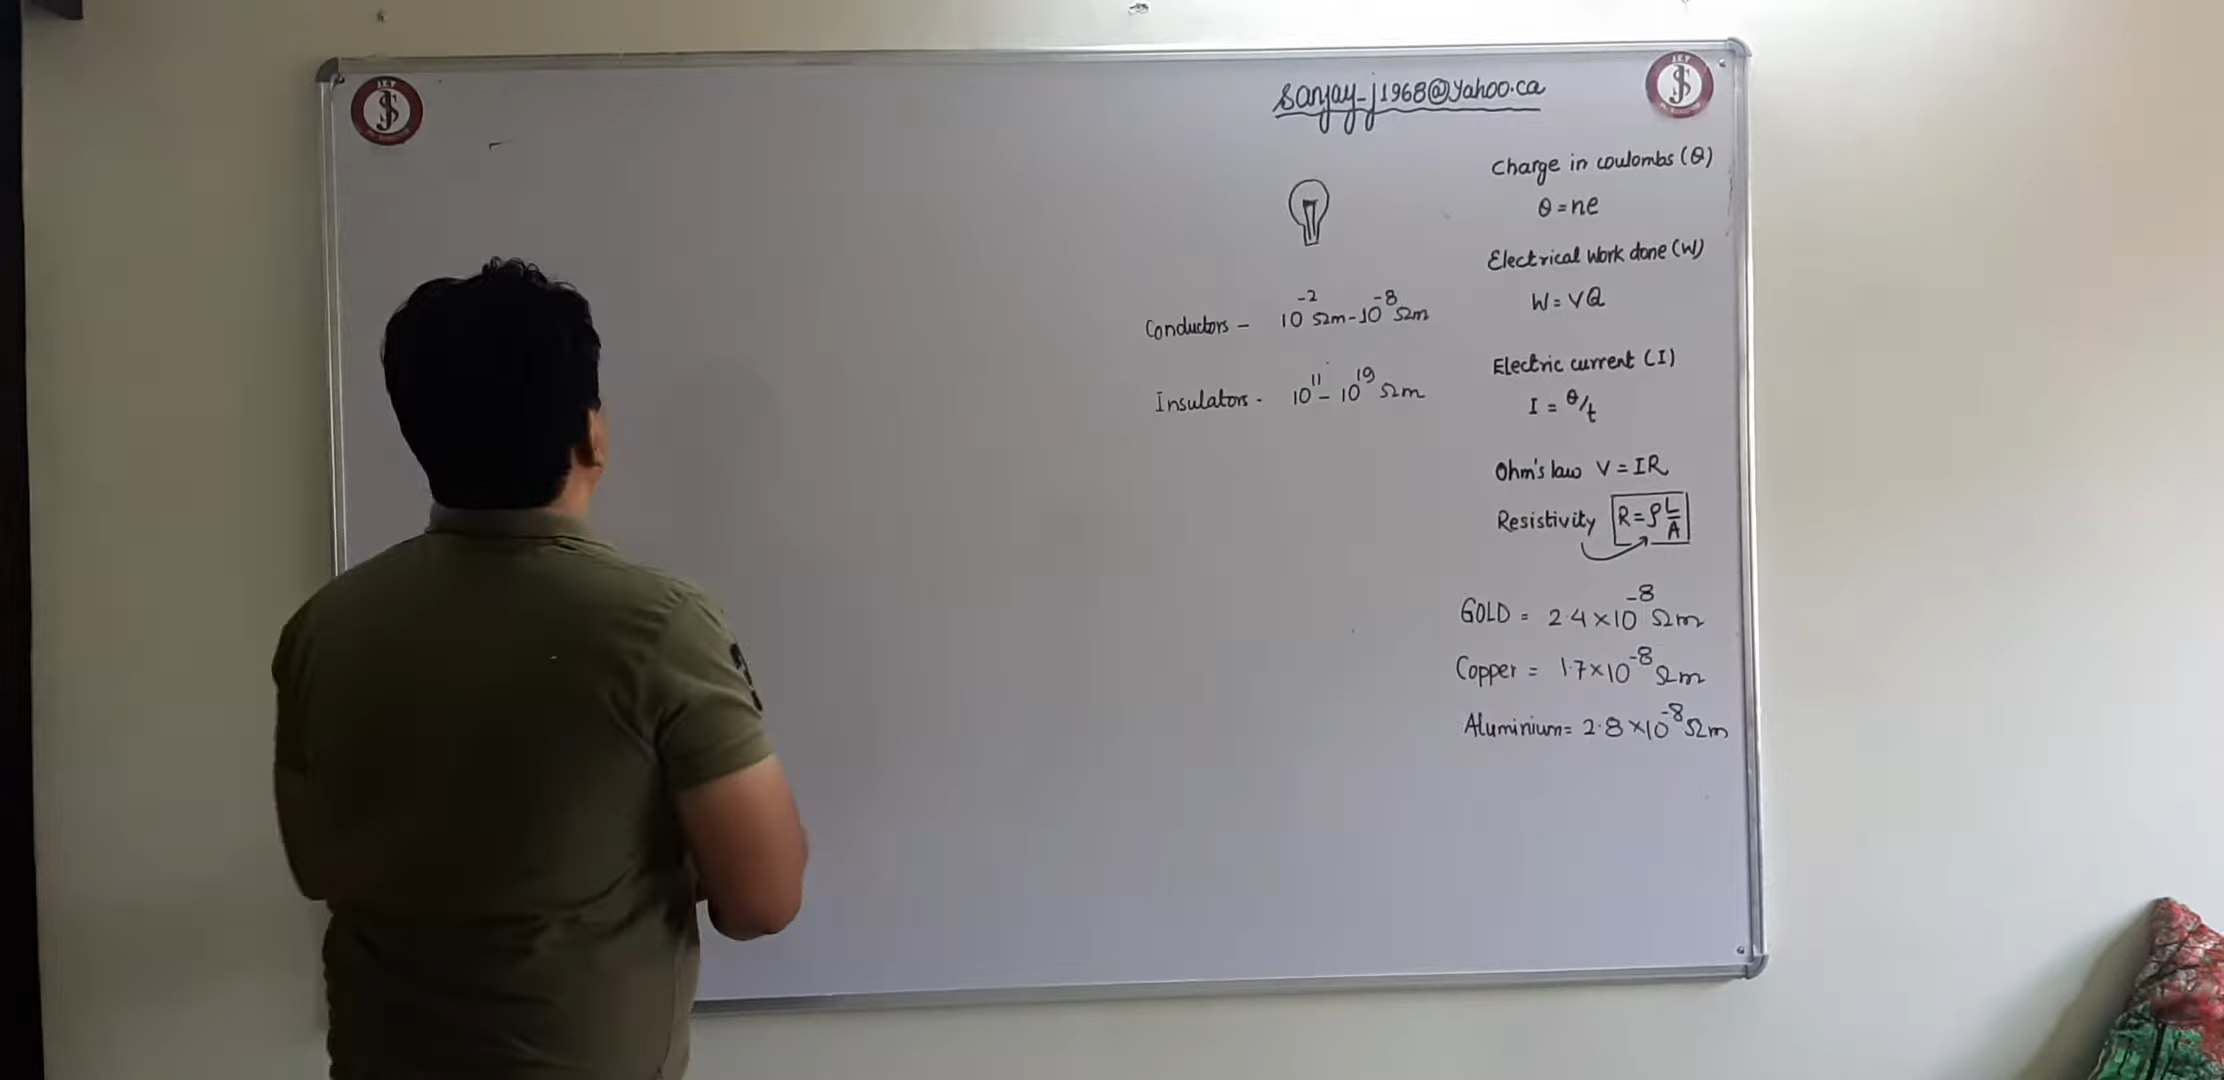 sanjay-j1968@Yahoo.ca
Charge in coulombs (Q)
Q = ne
Electrical work done (W)
W = VQ
Conductors - 10⁻² Ωm - 10⁻⁸ Ωm
Electric current (I)
I = Q/t
Insulators - 10¹¹ - 10¹⁹ Ωm
Ohm's law V = IR
Resistivity R = ρ L/A
GOLD = 2.4 × 10⁻⁸ Ωm
Copper = 1.7 × 10⁻⁸ Ωm
Aluminium = 2.8 × 10⁻⁸ Ωm